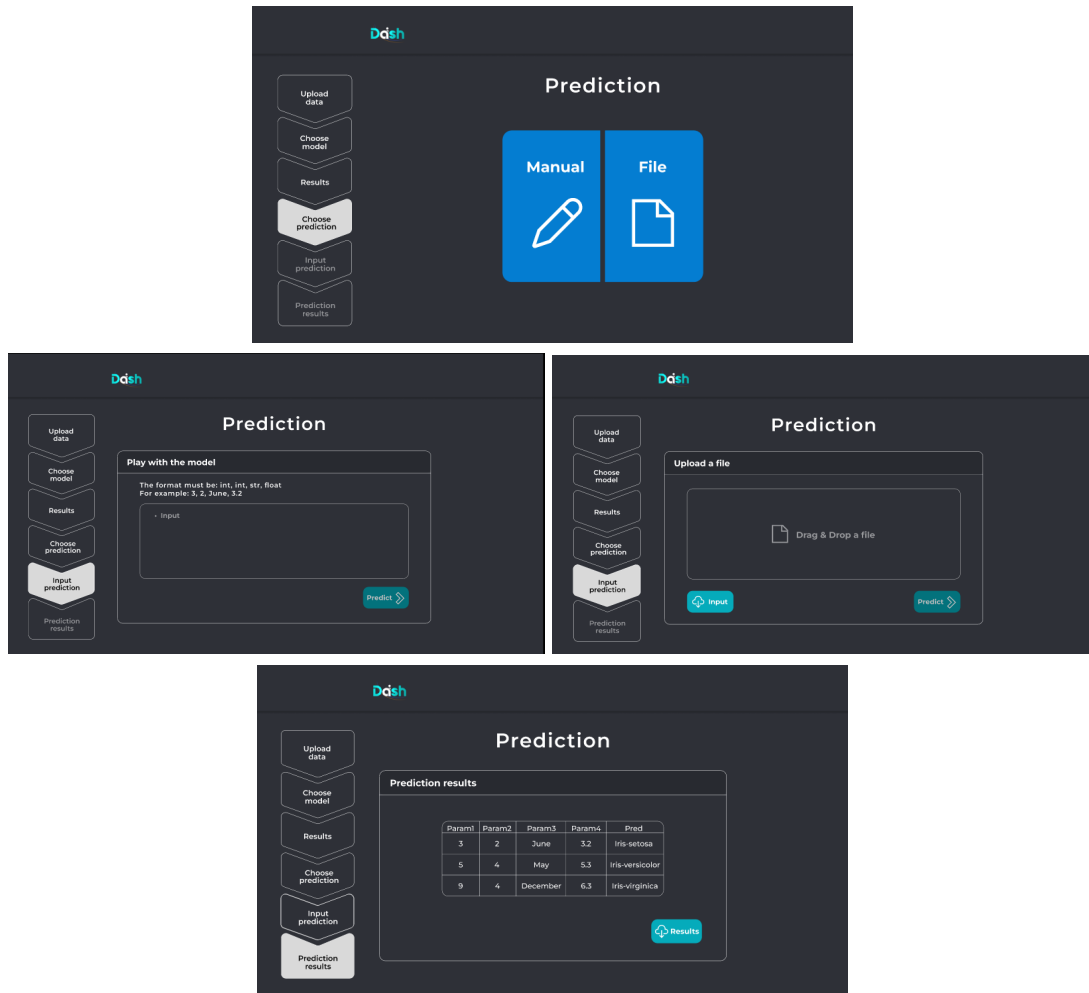 Dash
Prediction
Upload
data
Choose
model
Results
Choose
prediction
Input
prediction
Prediction
results
Manual
File
Dash
Prediction
Upload
data
Choose
model
Results
Choose
prediction
Input
prediction
Prediction
results
Play with the model
The format must be: int, int, str, float
For example: 3, 2, June, 3.2
• Input
Predict
Dash
Prediction
Upload
data
Choose
model
Results
Choose
prediction
Input
prediction
Prediction
results
Upload a file
Drag & Drop a file
Input
Predict
Dash
Prediction
Upload
data
Choose
model
Results
Choose
prediction
Input
prediction
Prediction
results
Prediction results
Param1 Param2 Param3 Param4 Pred
3 2 June 3.2 Iris-setosa
5 4 May 5.3 Iris-versicolor
9 4 December 6.3 Iris-virginica
Results